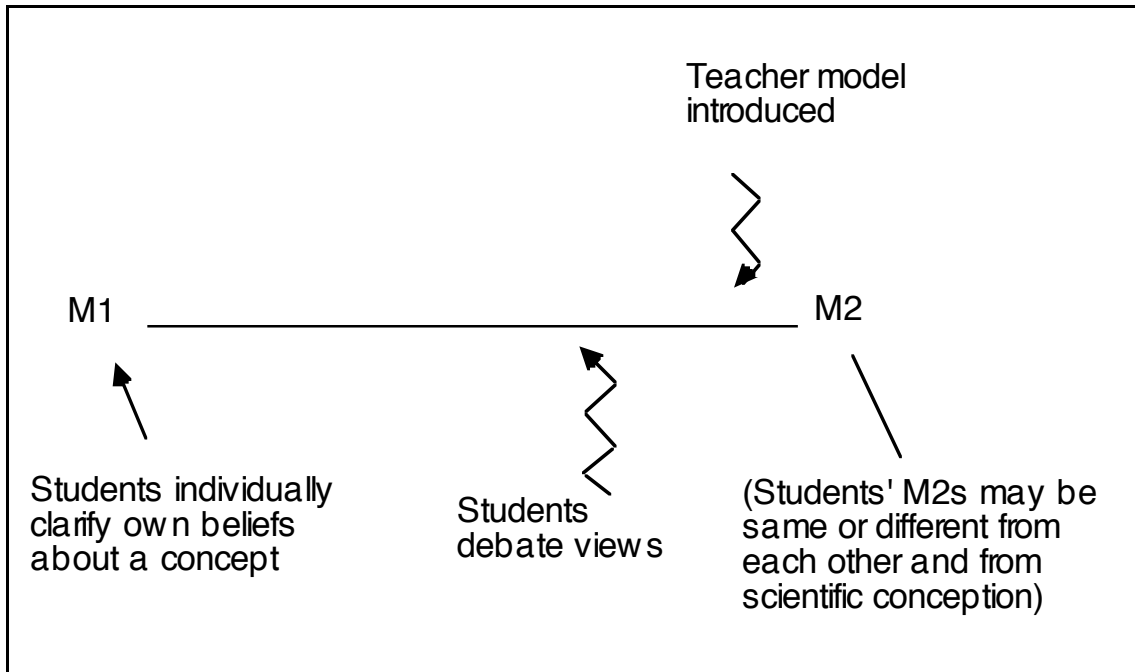 Teacher model
introduced
M1
M2
Students individually
clarify own beliefs
about a concept
Students
debate views
(Students' M2s may be
same or different from
each other and from
scientific conception)